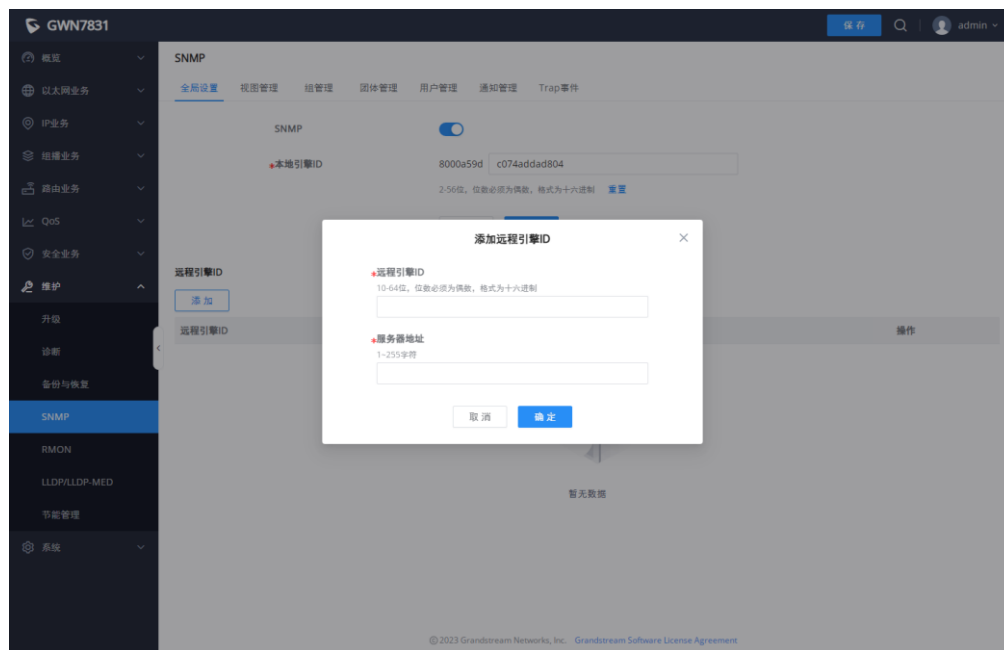 GWN7831
保 存
admin
概览
以太网业务
IP业务
组播业务
路由业务
QoS
安全业务
维护
升级
诊断
备份与恢复
SNMP
RMON
LLDP/LLDP-MED
节能管理
系统
SNMP
全局设置 视图管理 组管理 团体管理 用户管理 通知管理 Trap事件
SNMP
*本地引擎ID 8000a59d c074addad804
2-56位，位数必须为偶数，格式为十六进制 重置
远程引擎ID
添 加
远程引擎ID 操作
添加远程引擎ID
*远程引擎ID
10-64位，位数必须为偶数，格式为十六进制
*服务器地址
1~255字符
取 消 确 定
暂无数据
© 2023 Grandstream Networks, Inc. Grandstream Software License Agreement